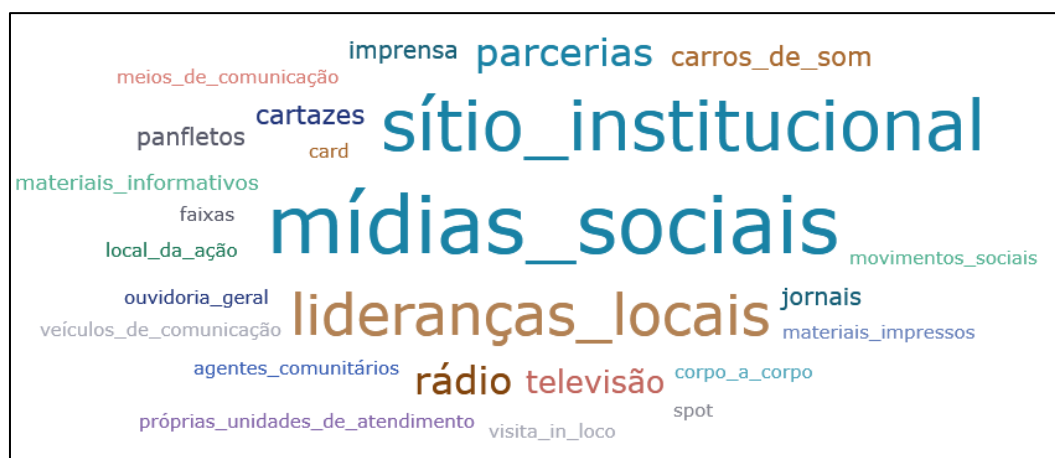 imprensa parcerias carros_de_som
meios_de_comunicação
cartazes sítio_institucional
panfletos
card
materiais_informativos
faixas mídias_sociais
local_da_ação movimentos_sociais
ouvidoria_geral lideranças_locais jornais
veículos_de_comunicação materiais_impressos
agentes_comunitários rádio televisão corpo_a_corpo
spot
próprias_unidades_de_atendimento visita_in_loco